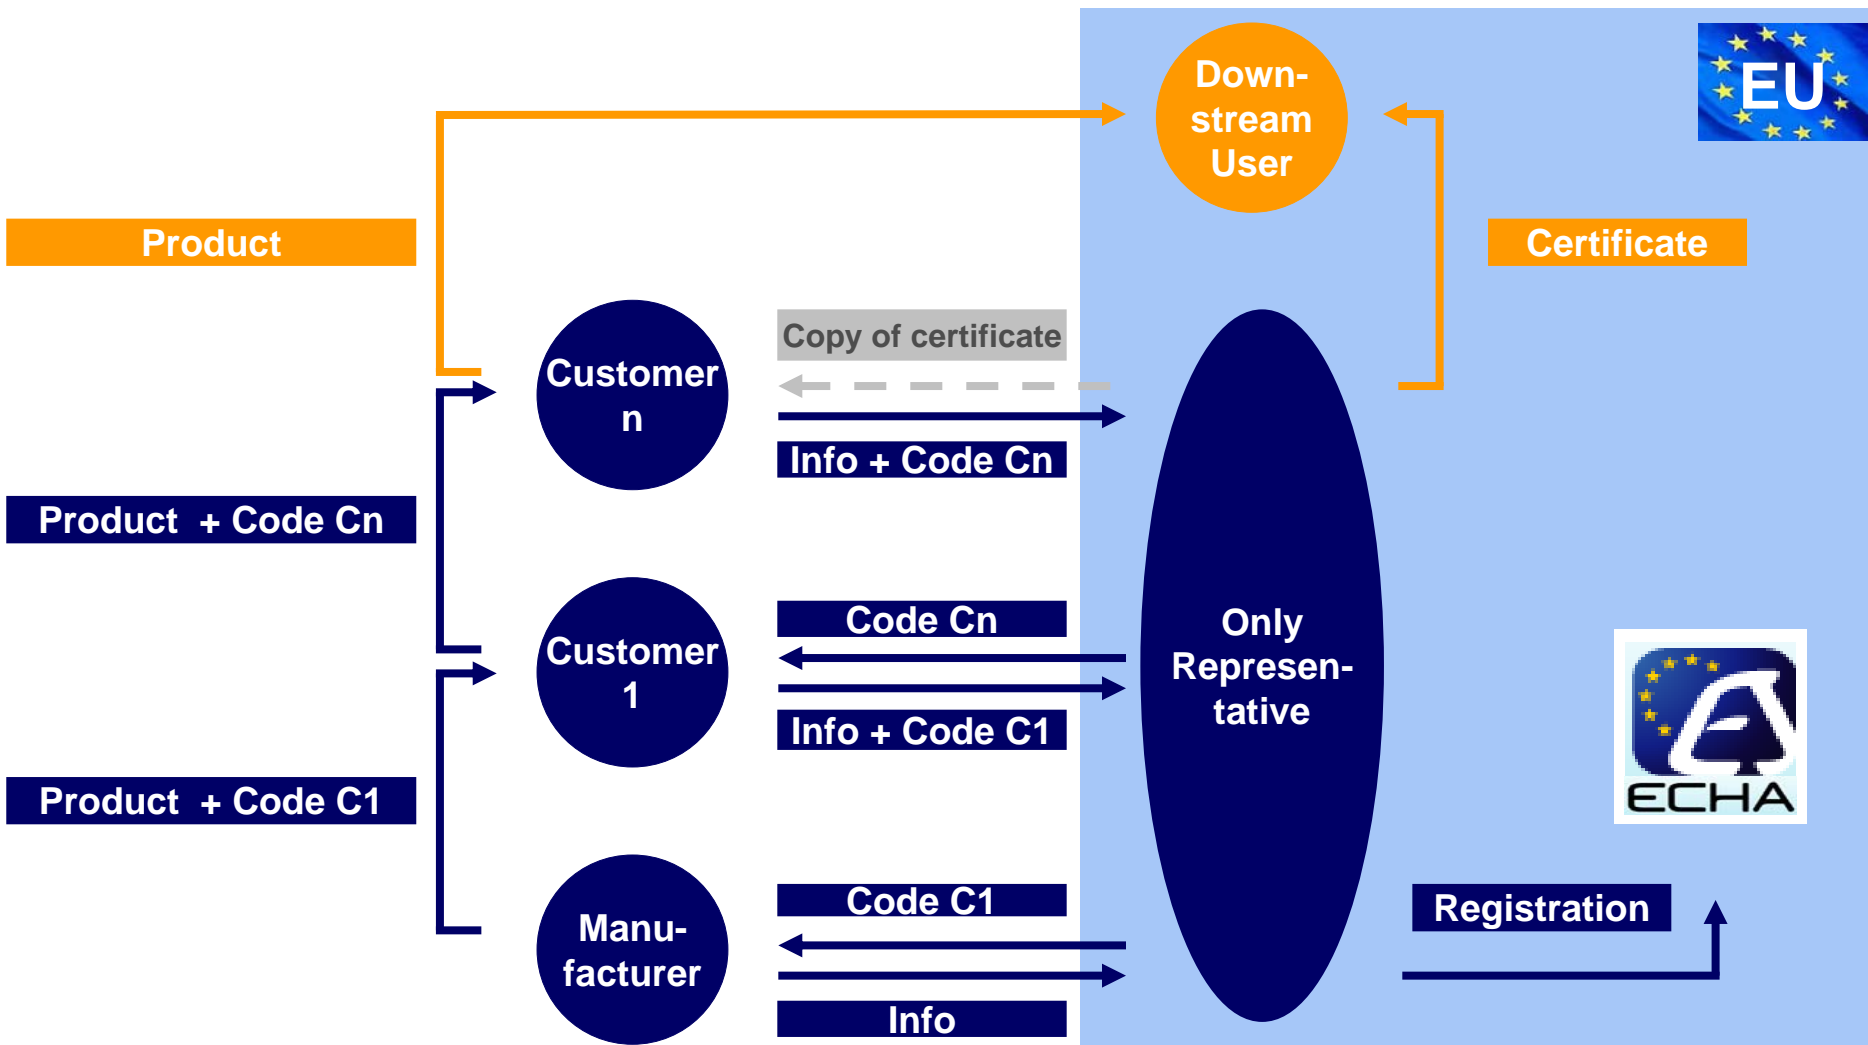 Down-
stream
User
EU
Product
Certificate
Copy of certificate
Customer
n
Info + Code Cn
Product + Code Cn
Code Cn
Customer
1
Only
Represen-
tative
Info + Code C1
Product + Code C1
ECHA
Code C1
Registration
Manu-
facturer
Info